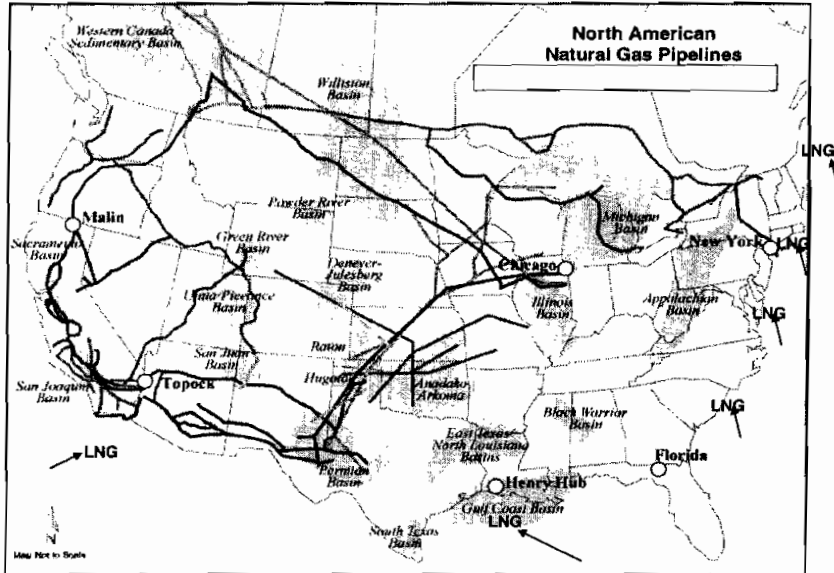 North American
Natural Gas Pipelines
Western Canada
Sedimentary Basin
Williston
Basin
LNG
Powder River
Basin
Malin
Sacramento
Basin
Green River
Basin
Michigan
Basin
New York
LNG
Denever-
Julesburg
Basin
Chicago
Uinta-Piceance
Basin
Illinois
Basin
Appalachian
Basin
LNG
Raton
San Juan
Basin
Topock
Hugoton
San Joaquin
Basin
Anadako-
Arkoma
LNG
Black Warrior
Basin
East Texas
North Louisiana
Basins
LNG
Florida
Permian
Basin
Henry Hub
Gulf Coast Basin
LNG
South Texas
Basin
Map Not to Scale